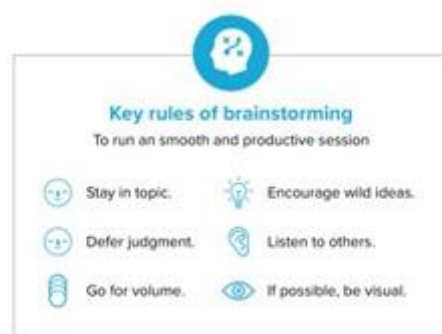 Key rules of brainstorming
To run an smooth and productive session
Stay in topic.
Encourage wild ideas.
Defer judgment.
Listen to others.
Go for volume.
If possible, be visual.